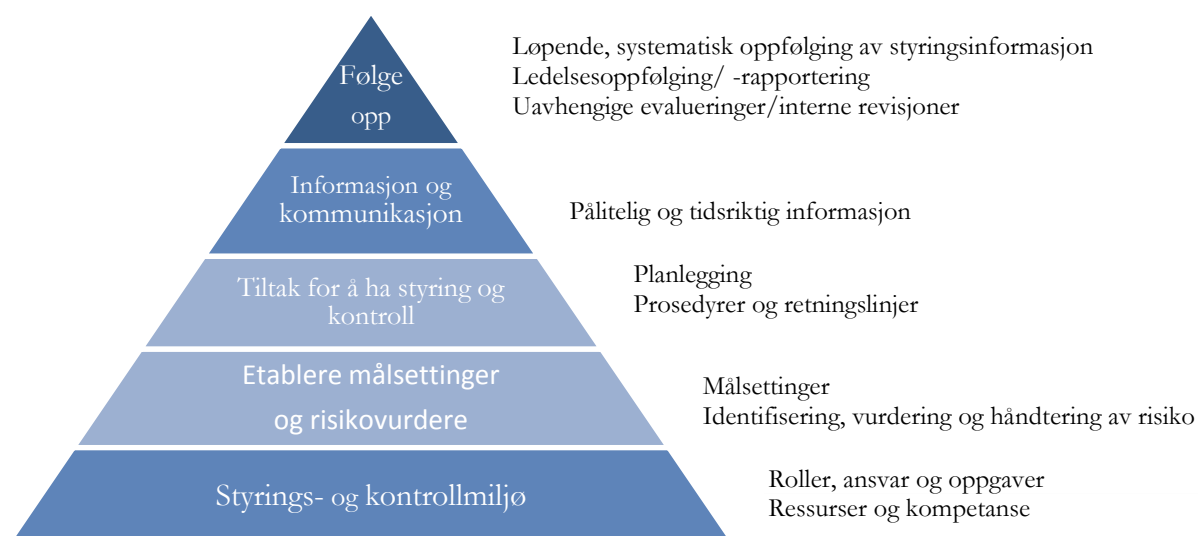 Følge
opp
Løpende, systematisk oppfølging av styringsinformasjon
Ledelsesoppfølging/ -rapportering
Uavhengige evalueringer/interne revisjoner
Informasjon og
kommunikasjon
Pålitelig og tidsriktig informasjon
Tiltak for å ha styring og
kontroll
Planlegging
Prosedyrer og retningslinjer
Etablere målsettinger
og risikovurdere
Målsettinger
Identifisering, vurdering og håndtering av risiko
Styrings- og kontrollmiljø
Roller, ansvar og oppgaver
Ressurser og kompetanse